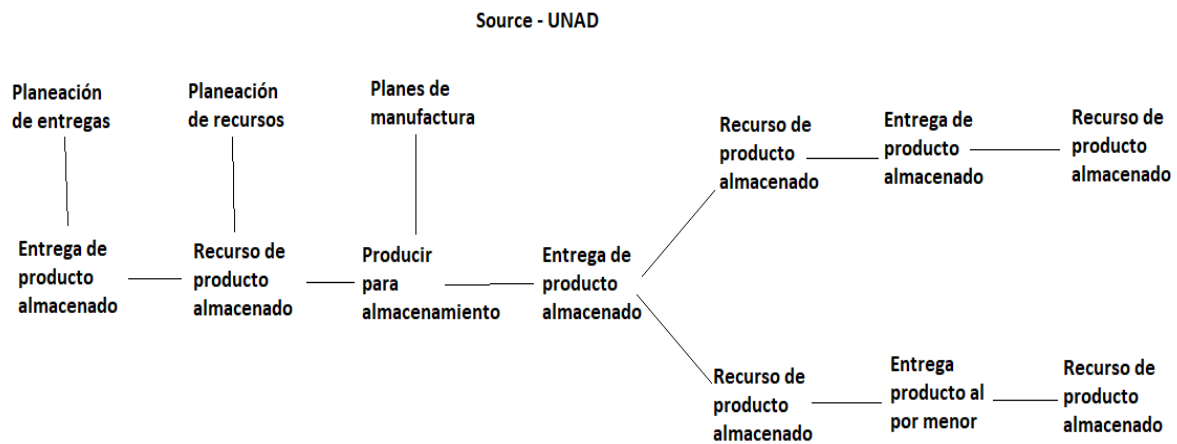 Source - UNAD
Planeación
de entregas
Planeación
de recursos
Planes de
manufactura
Recurso de
producto
almacenado
Entrega de
producto
almacenado
Recurso de
producto
almacenado
Entrega de
producto
almacenado
Recurso de
producto
almacenado
Producir
para
almacenamiento
Entrega de
producto
almacenado
Recurso de
producto
almacenado
Entrega
producto al
por menor
Recurso de
producto
almacenado